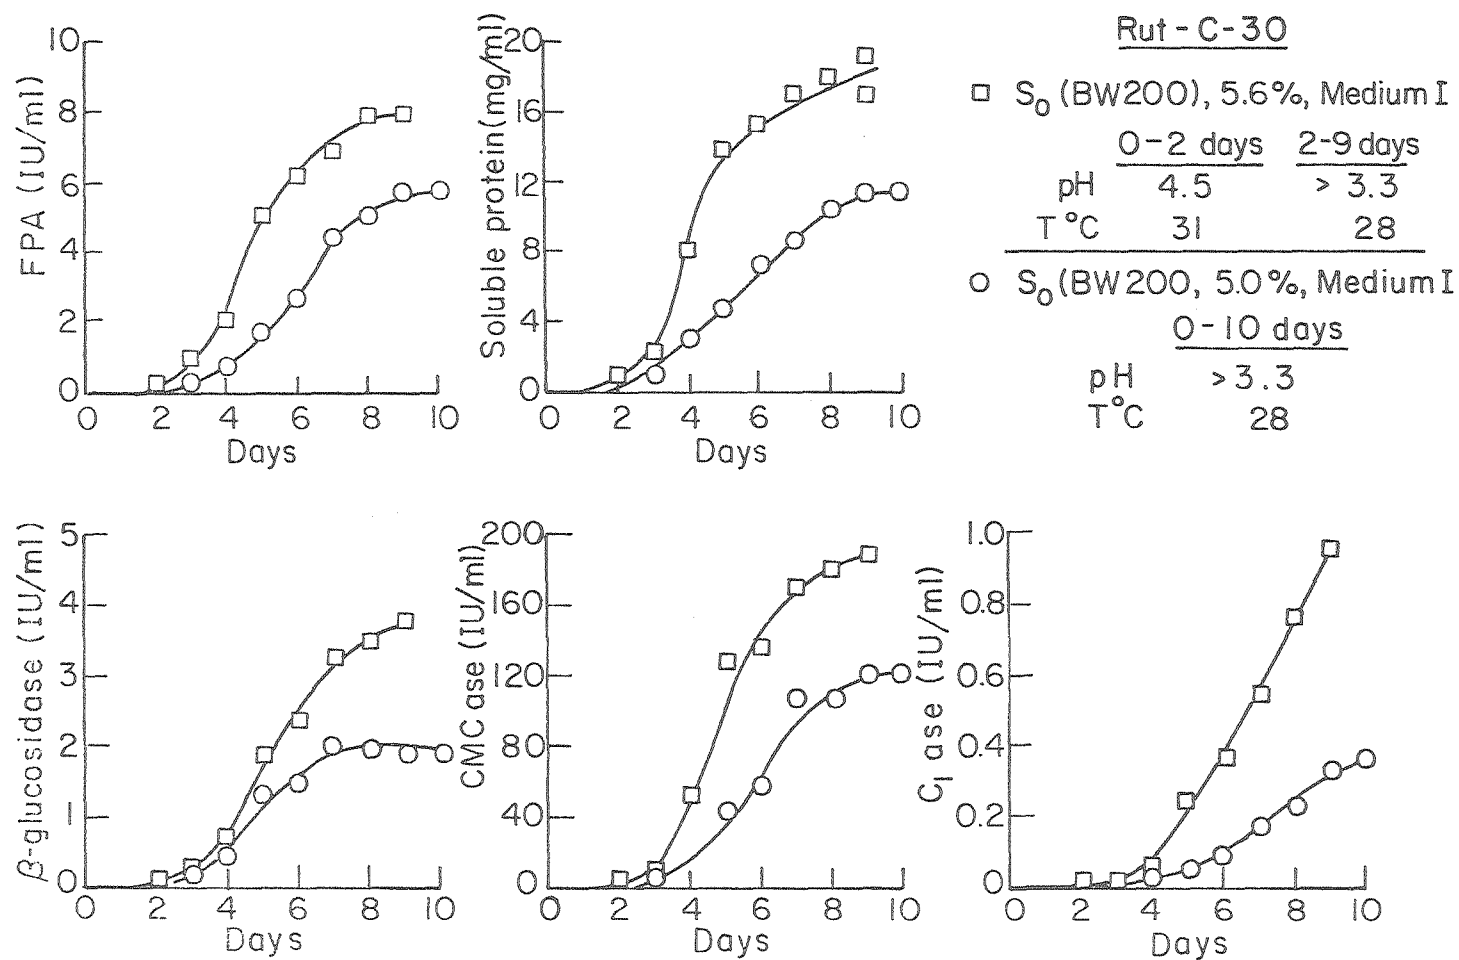 FPA (IU/ml)
10
8
6
4
2
0
0 2 4 6 8 10
Days
Soluble protein(mg/ml)
20
16
12
8
4
0
0 2 4 6 8 10
Days
Rut-C-30
S₀ (BW200), 5.6%, Medium I
0-2 days 2-9days
pH 4.5 > 3.3
T°C 31 28
S₀ (BW200, 5.0%, Medium I
0-10 days
pH >3.3
T°C 28
β-glucosidase (IU/ml)
5
4
3
2
1
0
0 2 4 6 8 10
Days
CMC ase (IU/ml)
200
160
120
80
40
0
0 2 4 6 8 10
Days
C₁ ase (IU/ml)
1.0
0.8
0.6
0.4
0.2
0
0 2 4 6 8 10
Days